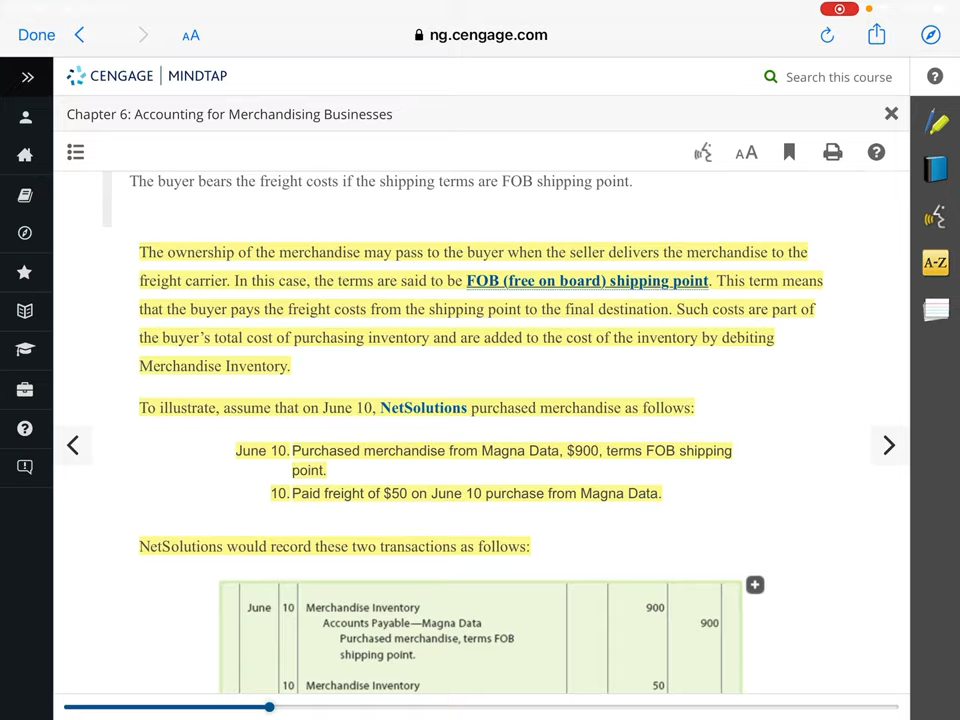 Done
AA
ng.cengage.com
CENGAGE | MINDTAP
Search this course
?
Chapter 6: Accounting for Merchandising Businesses
AA
?
The buyer bears the freight costs if the shipping terms are FOB shipping point.
The ownership of the merchandise may pass to the buyer when the seller delivers the merchandise to the
freight carrier. In this case, the terms are said to be FOB (free on board) shipping point. This term means
that the buyer pays the freight costs from the shipping point to the final destination. Such costs are part of
the buyer’s total cost of purchasing inventory and are added to the cost of the inventory by debiting
Merchandise Inventory.
To illustrate, assume that on June 10, NetSolutions purchased merchandise as follows:
June 10. Purchased merchandise from Magna Data, $900, terms FOB shipping
point.
10. Paid freight of $50 on June 10 purchase from Magna Data.
NetSolutions would record these two transactions as follows:
June 10 Merchandise Inventory 900
Accounts Payable—Magna Data 900
Purchased merchandise, terms FOB
shipping point.
10 Merchandise Inventory 50
A-Z